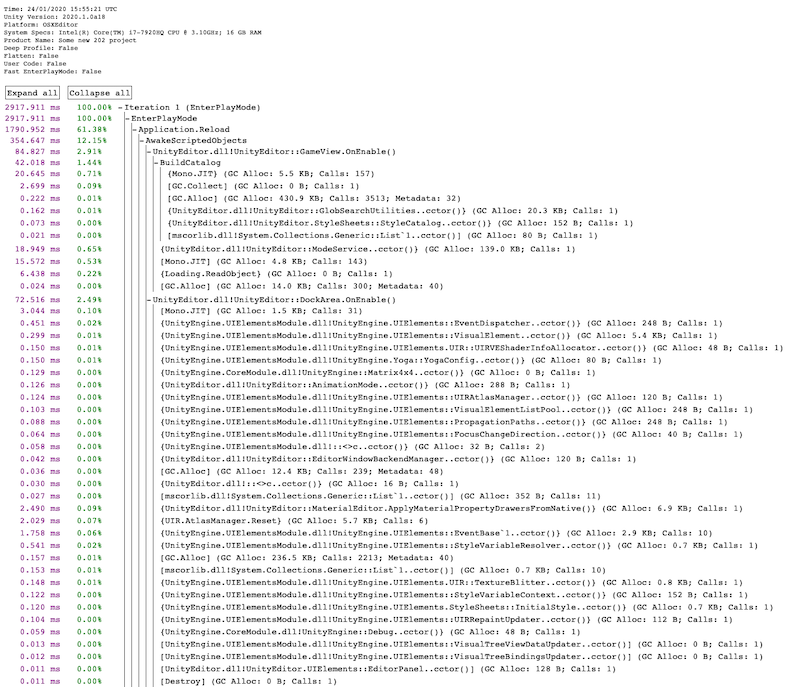 Time: 24/01/2020 15:55:21 UTC
Unity Version: 2020.1.0a18
Platform: OSXEditor
System Specs: Intel(R) Core(TM) i7-7920HQ CPU @ 3.10GHz; 16 GB RAM
Product Name: Some new 202 project
Deep Profile: False
Flatten: False
User Code: False
Fast EnterPlayMode: False
Expand all Collapse all
2917.911 ms 100.00% -Iteration 1 (EnterPlayMode)
2917.911 ms 100.00% -EnterPlayMode
1790.952 ms 61.38% -Application.Reload
354.647 ms 12.15% -AwakeScriptedObjects
84.827 ms 2.91% -UnityEditor.dll!UnityEditor::GameView.OnEnable()
42.018 ms 1.44% -BuildCatalog
20.645 ms 0.71% {Mono.JIT} (GC Alloc: 5.5 KB; Calls: 157)
2.699 ms 0.09% [GC.Collect] (GC Alloc: 0 B; Calls: 1)
0.222 ms 0.01% [GC.Alloc] (GC Alloc: 430.9 KB; Calls: 3513; Metadata: 32)
0.162 ms 0.01% {UnityEditor.dll!UnityEditor::GlobSearchUtilities..cctor()} (GC Alloc: 20.3 KB; Calls: 1)
0.073 ms 0.00% {UnityEditor.dll!UnityEditor.StyleSheets::StyleCatalog..cctor()} (GC Alloc: 152 B; Calls: 1)
0.021 ms 0.00% [mscorlib.dll!System.Collections.Generic::List`1..cctor()] (GC Alloc: 80 B; Calls: 1)
18.949 ms 0.65% {UnityEditor.dll!UnityEditor::ModeService..cctor()} (GC Alloc: 139.0 KB; Calls: 1)
15.572 ms 0.53% [Mono.JIT] (GC Alloc: 4.8 KB; Calls: 143)
6.438 ms 0.22% {Loading.ReadObject} (GC Alloc: 0 B; Calls: 1)
0.024 ms 0.00% [GC.Alloc] (GC Alloc: 14.0 KB; Calls: 300; Metadata: 40)
72.516 ms 2.49% -UnityEditor.dll!UnityEditor::DockArea.OnEnable()
3.044 ms 0.10% [Mono.JIT] (GC Alloc: 1.5 KB; Calls: 31)
0.451 ms 0.02% {UnityEngine.UIElementsModule.dll!UnityEngine.UIElements::EventDispatcher..cctor()} (GC Alloc: 248 B; Calls: 1)
0.299 ms 0.01% {UnityEngine.UIElementsModule.dll!UnityEngine.UIElements::VisualElement..cctor()} (GC Alloc: 5.4 KB; Calls: 1)
0.150 ms 0.01% {UnityEngine.UIElementsModule.dll!UnityEngine.UIElements.UIR::UIRVEShaderInfoAllocator..cctor()} (GC Alloc: 48 B; Calls: 1)
0.150 ms 0.01% {UnityEngine.UIElementsModule.dll!UnityEngine.Yoga::YogaConfig..cctor()} (GC Alloc: 80 B; Calls: 1)
0.129 ms 0.00% {UnityEngine.CoreModule.dll!UnityEngine::Matrix4x4..cctor()} (GC Alloc: 0 B; Calls: 1)
0.126 ms 0.00% {UnityEditor.dll!UnityEditor::AnimationMode..cctor()} (GC Alloc: 288 B; Calls: 1)
0.124 ms 0.00% {UnityEngine.UIElementsModule.dll!UnityEngine.UIElements::UIRAtlasManager..cctor()} (GC Alloc: 120 B; Calls: 1)
0.103 ms 0.00% {UnityEngine.UIElementsModule.dll!UnityEngine.UIElements::VisualElementListPool..cctor()} (GC Alloc: 248 B; Calls: 1)
0.088 ms 0.00% {UnityEngine.UIElementsModule.dll!UnityEngine.UIElements::PropagationPaths..cctor()} (GC Alloc: 248 B; Calls: 1)
0.064 ms 0.00% {UnityEngine.UIElementsModule.dll!UnityEngine.UIElements::FocusChangeDirection..cctor()} (GC Alloc: 40 B; Calls: 1)
0.058 ms 0.00% {UnityEngine.UIElementsModule.dll!::<>c..cctor()} (GC Alloc: 32 B; Calls: 2)
0.042 ms 0.00% {UnityEditor.dll!UnityEditor::EditorWindowBackendManager..cctor()} (GC Alloc: 120 B; Calls: 1)
0.036 ms 0.00% [GC.Alloc] (GC Alloc: 12.4 KB; Calls: 239; Metadata: 48)
0.030 ms 0.00% {UnityEditor.dll!::<>c..cctor()} (GC Alloc: 16 B; Calls: 1)
0.027 ms 0.00% [mscorlib.dll!System.Collections.Generic::List`1..cctor()] (GC Alloc: 352 B; Calls: 11)
2.490 ms 0.09% {UnityEditor.dll!UnityEditor::MaterialEditor.ApplyMaterialPropertyDrawersFromNative()} (GC Alloc: 6.9 KB; Calls: 1)
2.029 ms 0.07% {UIR.AtlasManager.Reset} (GC Alloc: 5.7 KB; Calls: 6)
1.758 ms 0.06% {UnityEngine.UIElementsModule.dll!UnityEngine.UIElements::EventBase`1..cctor()} (GC Alloc: 2.9 KB; Calls: 10)
0.541 ms 0.02% {UnityEngine.UIElementsModule.dll!UnityEngine.UIElements::StyleVariableResolver..cctor()} (GC Alloc: 0.7 KB; Calls: 1)
0.157 ms 0.01% [GC.Alloc] (GC Alloc: 236.5 KB; Calls: 2213; Metadata: 40)
0.153 ms 0.01% [mscorlib.dll!System.Collections.Generic::List`1..cctor()] (GC Alloc: 0.7 KB; Calls: 10)
0.148 ms 0.01% {UnityEngine.UIElementsModule.dll!UnityEngine.UIElements.UIR::TextureBlitter..cctor()} (GC Alloc: 0.8 KB; Calls: 1)
0.122 ms 0.00% {UnityEngine.UIElementsModule.dll!UnityEngine.UIElements::StyleVariableContext..cctor()} (GC Alloc: 152 B; Calls: 1)
0.120 ms 0.00% {UnityEngine.UIElementsModule.dll!UnityEngine.UIElements.StyleSheets::InitialStyle..cctor()} (GC Alloc: 0.7 KB; Calls: 1)
0.104 ms 0.00% {UnityEngine.UIElementsModule.dll!UnityEngine.UIElements::UIRRepaintUpdater..cctor()} (GC Alloc: 112 B; Calls: 1)
0.059 ms 0.00% {UnityEngine.CoreModule.dll!UnityEngine::Debug..cctor()} (GC Alloc: 48 B; Calls: 1)
0.013 ms 0.00% [UnityEngine.UIElementsModule.dll!UnityEngine.UIElements::VisualTreeViewDataUpdater..cctor()] (GC Alloc: 0 B; Calls: 1)
0.012 ms 0.00% [UnityEngine.UIElementsModule.dll!UnityEngine.UIElements::VisualTreeBindingsUpdater..cctor()] (GC Alloc: 0 B; Calls: 1)
0.011 ms 0.00% [UnityEditor.dll!UnityEditor.UIElements::EditorPanel..cctor()] (GC Alloc: 128 B; Calls: 1)
0.011 ms 0.00% [Destroy] (GC Alloc: 0 B; Calls: 1)